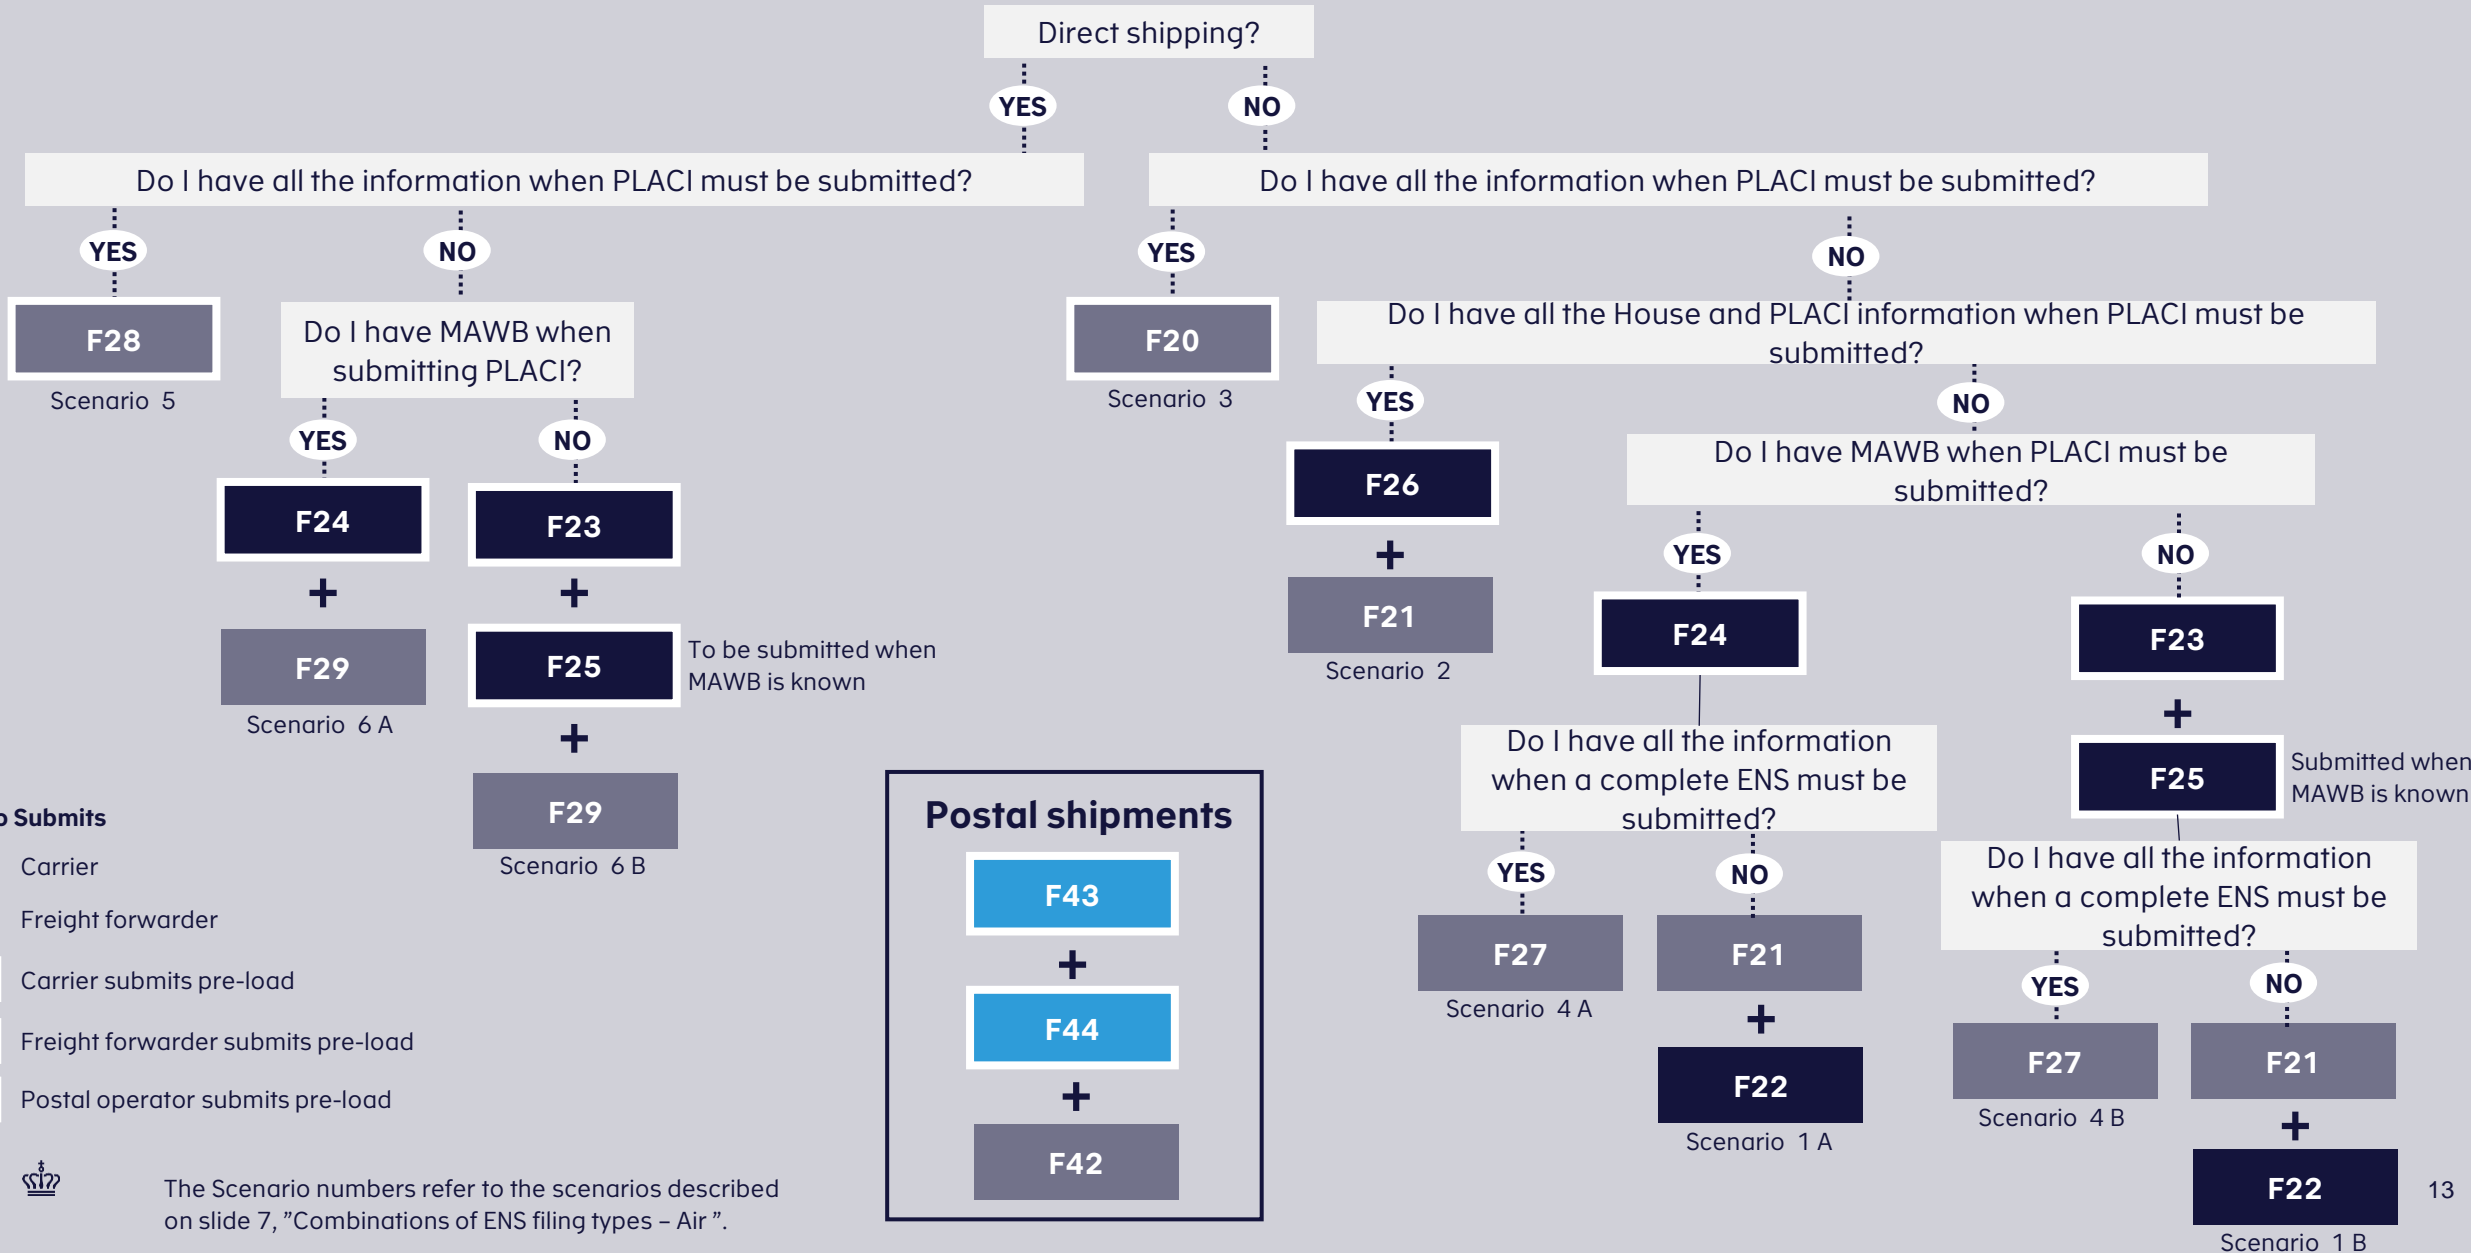 Direct shipping?
YES
NO
Do I have all the information when PLACI must be submitted?
Do I have all the information when PLACI must be submitted?
YES
NO
YES
NO
F28
Scenario 5
Do I have MAWB when
submitting PLACI?
F20
Scenario 3
Do I have all the House and PLACI information when PLACI must be
submitted?
YES
NO
YES
NO
F24
+
F29
Scenario 6 A
F23
+
F25
To be submitted when
MAWB is known
+
F29
Scenario 6 B
F26
+
F21
Scenario 2
Do I have MAWB when PLACI must be
submitted?
YES
NO
F24
Do I have all the information
when a complete ENS must be
submitted?
YES
NO
F27
Scenario 4 A
F21
+
F22
Scenario 1 A
F23
+
F25
Submitted when
MAWB is known
Do I have all the information
when a complete ENS must be
submitted?
YES
NO
F27
Scenario 4 B
F21
+
F22
Scenario 1 B
Postal shipments
F43
+
F44
+
F42
o Submits
Carrier
Freight forwarder
Carrier submits pre-load
Freight forwarder submits pre-load
Postal operator submits pre-load
The Scenario numbers refer to the scenarios described
on slide 7, ”Combinations of ENS filing types – Air ”.
13